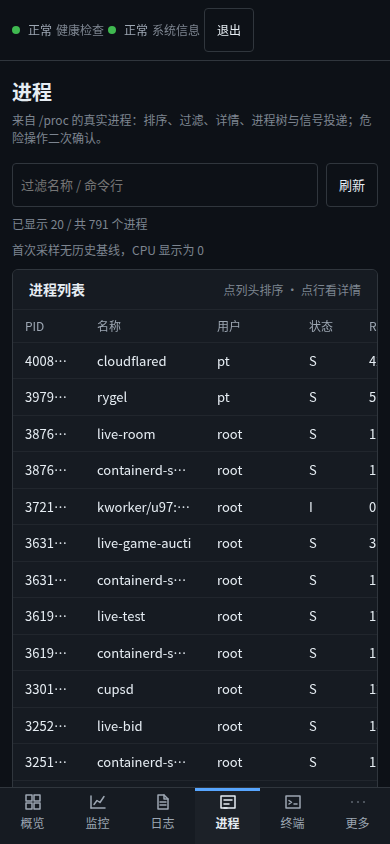 正常 健康检查 正常 系统信息 退出
进程
来自 /proc 的真实进程：排序、过滤、详情、进程树与信号投递；危
险操作二次确认。
过滤名称 / 命令行 刷新
已显示 20 / 共 791 个进程
首次采样无历史基线，CPU 显示为 0
进程列表 点列头排序 · 点行看详情
PID 名称 用户 状态 R
4008… cloudflared pt S 4
3979… rygel pt S 5
3876… live-room root S 1
3876… containerd-s… root S 1
3721… kworker/u97:… root I 0
3631… live-game-aucti root S 3
3631… containerd-s… root S 1
3619… live-test root S 1
3619… containerd-s… root S 1
3301… cupsd root S 1
3252… live-bid root S 1
3251… containerd-s… root S 1
概览 监控 日志 进程 终端 更多